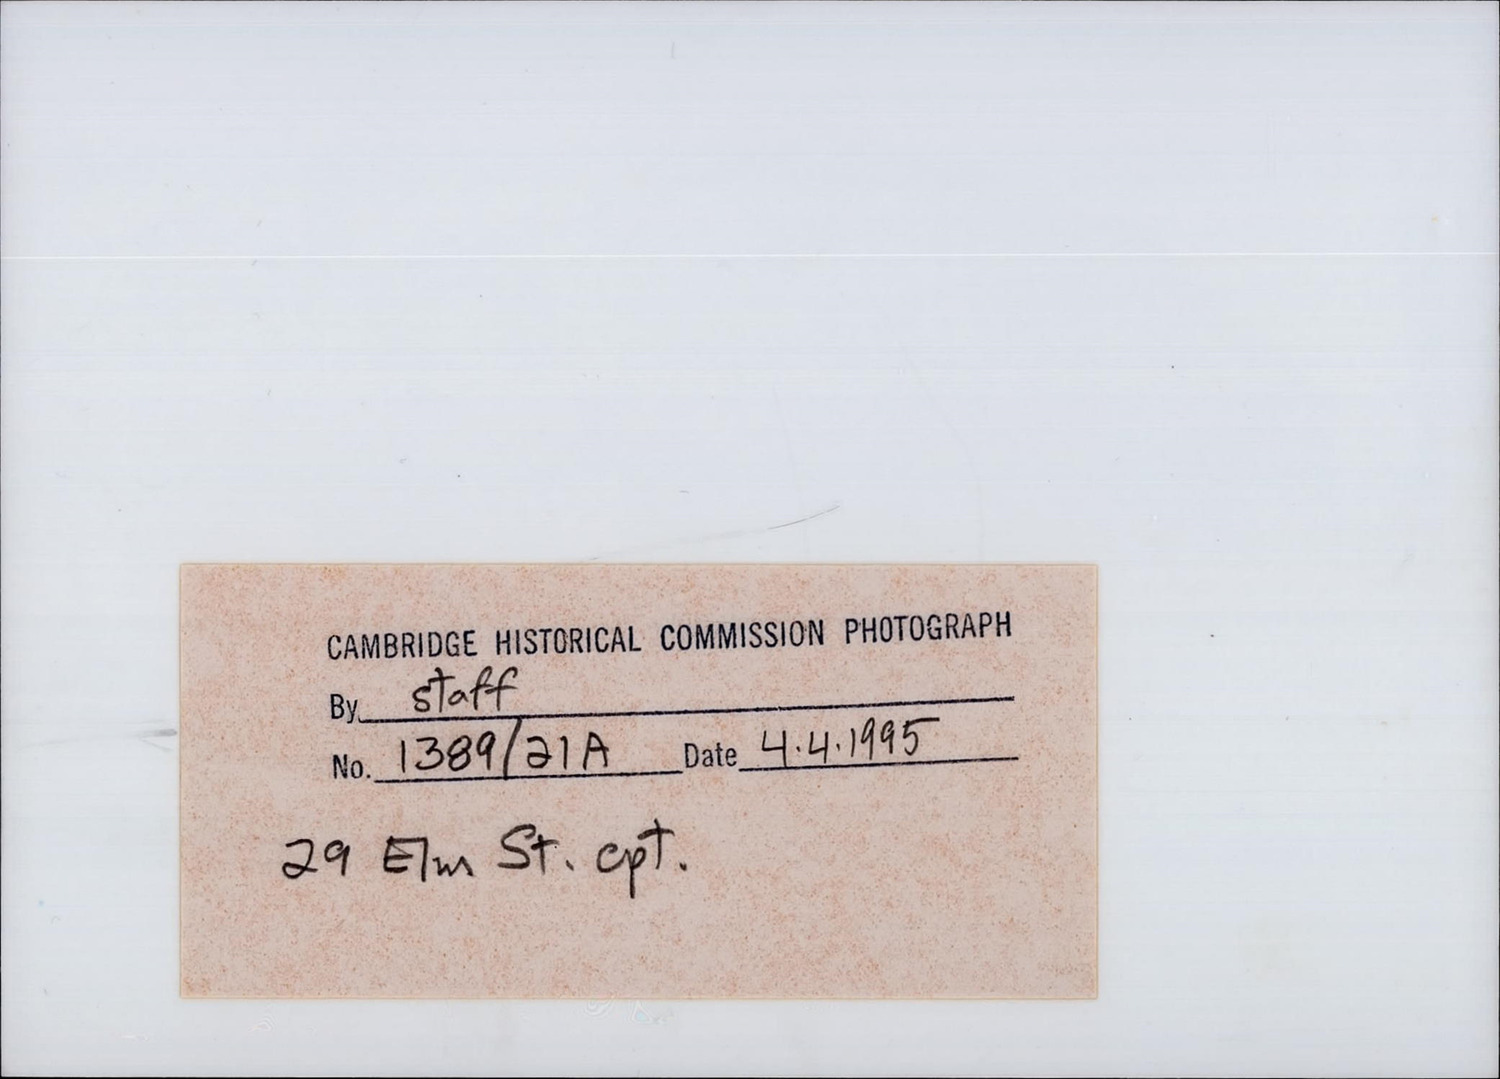 CAMBRIDGE HISTORICAL COMMISSION PHOTOGRAPH
By staff
No. 1389/21A Date 4.4.1995
29 Elm St. cpt.